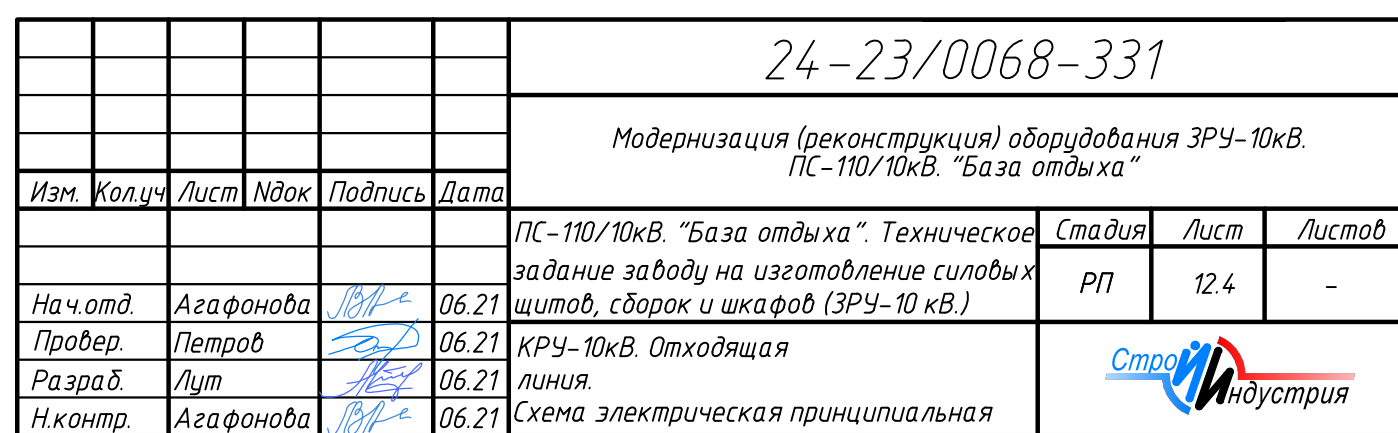 24-23/0068-331
Модернизация (реконструкция) оборудования ЗРУ-10кВ.
ПС-110/10кВ. "База отдыха"
Изм. Кол.уч Лист Nдок Подпись Дата
ПС-110/10кВ. "База отдыха". Техническое
задание заводу на изготовление силовых
щитов, сборок и шкафов (ЗРУ-10 кВ.)
Стадия Лист Листов
РП 12.4 -
Нач.отд. Агафонова 06.21
Провер. Петров 06.21
Разраб. Лут 06.21
Н.контр. Агафонова 06.21
КРУ-10кВ. Отходящая
линия.
Схема электрическая принципиальная
Строй
Индустрия